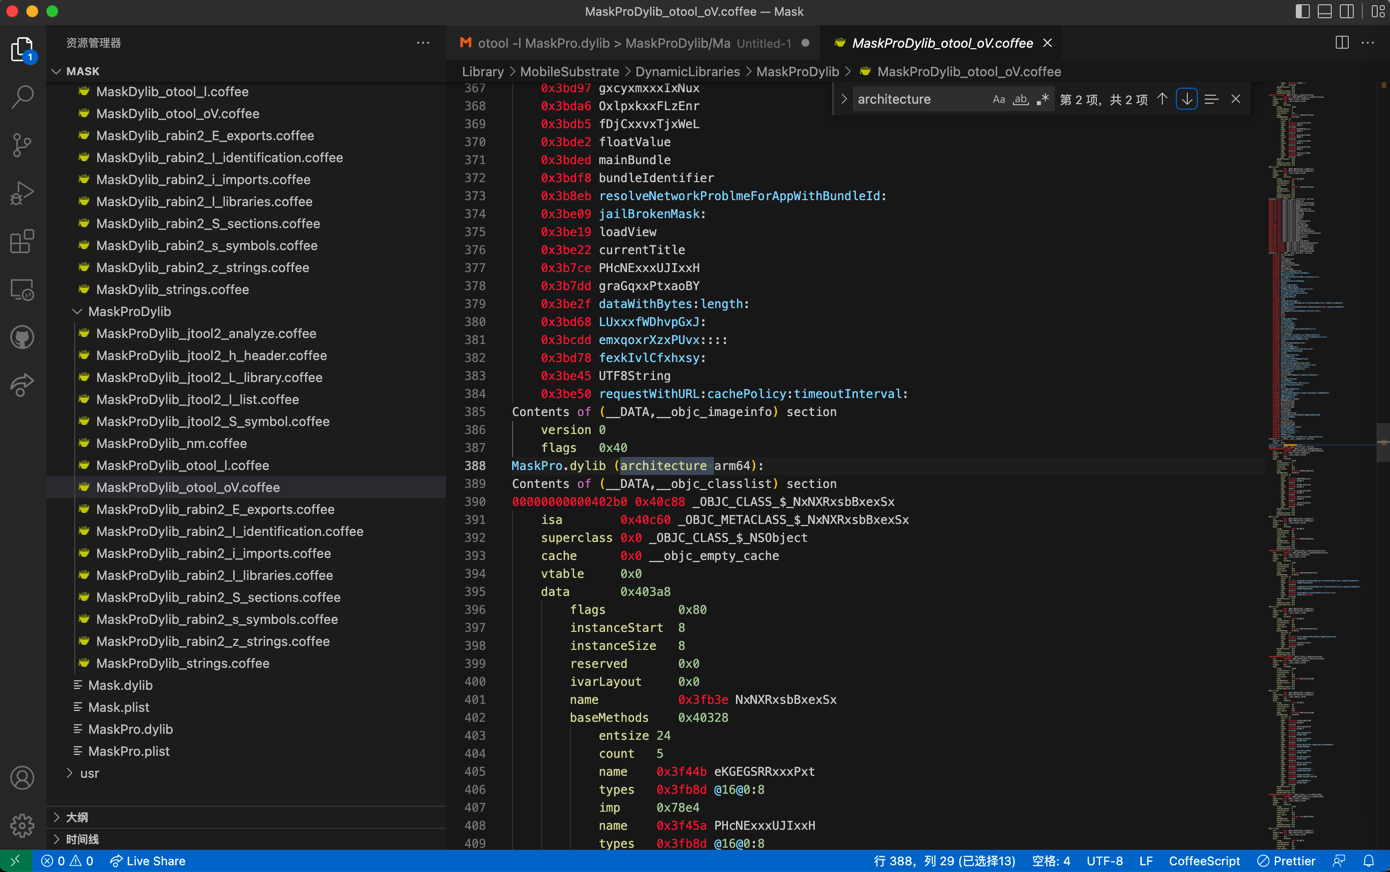 MaskProDylib_otool_oV.coffee — Mask
1
资源管理器
···
otool -l MaskPro.dylib > MaskProDylib/Ma Untitled-1
MaskProDylib_otool_oV.coffee
MASK
MaskDylib_otool_l.coffee
MaskDylib_otool_oV.coffee
MaskDylib_rabin2_E_exports.coffee
MaskDylib_rabin2_I_identification.coffee
MaskDylib_rabin2_i_imports.coffee
MaskDylib_rabin2_l_libraries.coffee
MaskDylib_rabin2_S_sections.coffee
MaskDylib_rabin2_s_symbols.coffee
MaskDylib_rabin2_z_strings.coffee
MaskDylib_strings.coffee
MaskProDylib
MaskProDylib_jtool2_analyze.coffee
MaskProDylib_jtool2_h_header.coffee
MaskProDylib_jtool2_L_library.coffee
MaskProDylib_jtool2_l_list.coffee
MaskProDylib_jtool2_S_symbol.coffee
MaskProDylib_nm.coffee
MaskProDylib_otool_l.coffee
MaskProDylib_otool_oV.coffee
MaskProDylib_rabin2_E_exports.coffee
MaskProDylib_rabin2_I_identification.coffee
MaskProDylib_rabin2_i_imports.coffee
MaskProDylib_rabin2_l_libraries.coffee
MaskProDylib_rabin2_S_sections.coffee
MaskProDylib_rabin2_s_symbols.coffee
MaskProDylib_rabin2_z_strings.coffee
MaskProDylib_strings.coffee
Mask.dylib
Mask.plist
MaskPro.dylib
MaskPro.plist
usr
大纲
时间线
Library > MobileSubstrate > DynamicLibraries > MaskProDylib > MaskProDylib_otool_oV.coffee
architecture Aa ab .* 第 2 项，共 2 项
367 0x3bd97 gxcyxmxxxIxNux
368 0x3bda6 OxlpxkxxFLzEnr
369 0x3bdb5 fDjCxxvxTjxWeL
370 0x3bde2 floatValue
371 0x3bded mainBundle
372 0x3bdf8 bundleIdentifier
373 0x3b8eb resolveNetworkProblmeForAppWithBundleId:
374 0x3be09 jailBrokenMask:
375 0x3be19 loadView
376 0x3be22 currentTitle
377 0x3b7ce PHcNExxxUJIxxH
378 0x3b7dd graGqxxPtxaoBY
379 0x3be2f dataWithBytes:length:
380 0x3bd68 LUxxxfWDhvpGxJ:
381 0x3bcdd emxqoxrXzxPUvx::::
382 0x3bd78 fexkIvlCfxhxsy:
383 0x3be45 UTF8String
384 0x3be50 requestWithURL:cachePolicy:timeoutInterval:
385 Contents of (__DATA,__objc_imageinfo) section
386 version 0
387 flags 0x40
388 MaskPro.dylib (architecture arm64):
389 Contents of (__DATA,__objc_classlist) section
390 00000000000402b0 0x40c88 _OBJC_CLASS_$_NxNXRxsbBxexSx
391 isa 0x40c60 _OBJC_METACLASS_$_NxNXRxsbBxexSx
392 superclass 0x0 _OBJC_CLASS_$_NSObject
393 cache 0x0 __objc_empty_cache
394 vtable 0x0
395 data 0x403a8
396 flags 0x80
397 instanceStart 8
398 instanceSize 8
399 reserved 0x0
400 ivarLayout 0x0
401 name 0x3fb3e NxNXRxsbBxexSx
402 baseMethods 0x40328
403 entsize 24
404 count 5
405 name 0x3f44b eKGEGSRRxxxPxt
406 types 0x3fb8d @16@0:8
407 imp 0x78e4
408 name 0x3f45a PHcNExxxUJIxxH
409 types 0x3fb8d @16@0:8
0 0 Live Share 行 388，列 29 (已选择13) 空格: 4 UTF-8 LF CoffeeScript Prettier